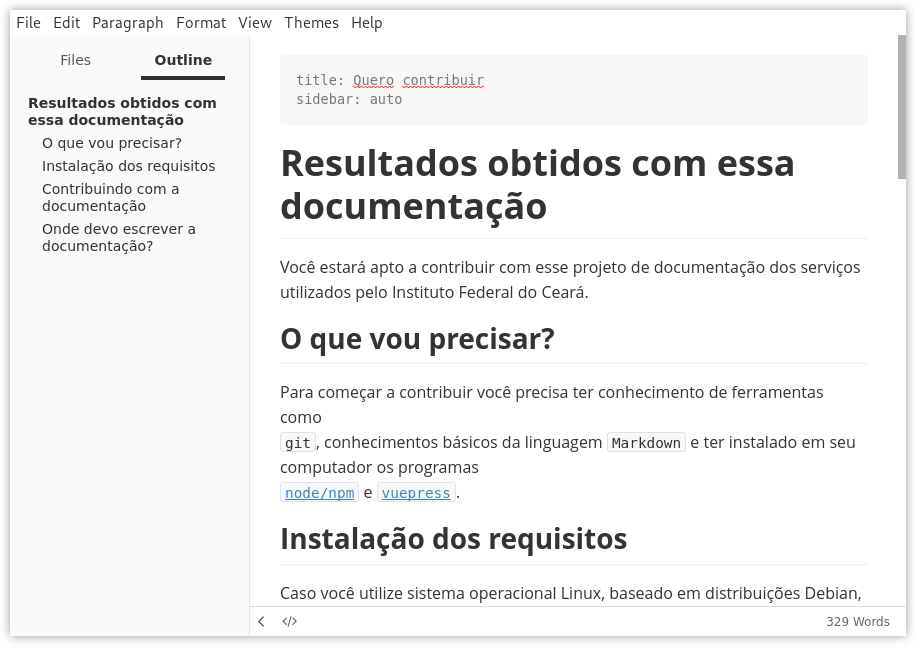 File Edit Paragraph Format View Themes Help
Files Outline
Resultados obtidos com
essa documentação
O que vou precisar?
Instalação dos requisitos
Contribuindo com a
documentação
Onde devo escrever a
documentação?
title: Quero contribuir
sidebar: auto
Resultados obtidos com essa
documentação
Você estará apto a contribuir com esse projeto de documentação dos serviços
utilizados pelo Instituto Federal do Ceará.
O que vou precisar?
Para começar a contribuir você precisa ter conhecimento de ferramentas
como
git, conhecimentos básicos da linguagem Markdown e ter instalado em seu
computador os programas
node/npm e vuepress.
Instalação dos requisitos
Caso você utilize sistema operacional Linux, baseado em distribuições Debian,
</> 329 Words